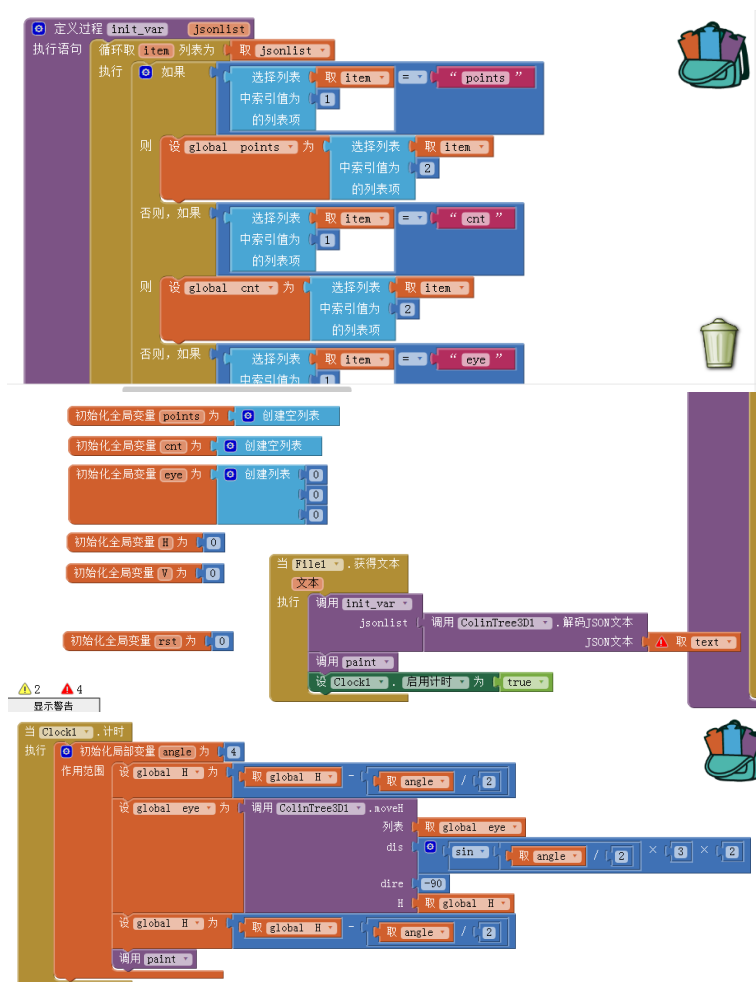 定义过程 init_var jsonlist
执行语句 循环取 item 列表为 取 jsonlist
执行 如果 选择列表 取 item = “ points ”
中索引值为 1
的列表项
则 设 global points 为 选择列表 取 item
中索引值为 2
的列表项
否则，如果 选择列表 取 item = “ cnt ”
中索引值为 1
的列表项
则 设 global cnt 为 选择列表 取 item
中索引值为 2
的列表项
否则，如果 选择列表 取 item = “ eye ”
中索引值为 1
初始化全局变量 points 为 创建空列表
初始化全局变量 cnt 为 创建空列表
初始化全局变量 eye 为 创建列表 0
0
0
初始化全局变量 H 为 0
初始化全局变量 V 为 0
初始化全局变量 rst 为 0
当 File1 . 获得文本
文本
执行 调用 init_var
jsonlist 调用 ColinTree3D1 . 解码JSON文本
JSON文本 取 text
调用 paint
设 Clock1 . 启用计时 为 true
2 4
显示警告
当 Clock1 . 计时
执行 初始化局部变量 angle 为 4
作用范围 设 global H 为 取 global H - 取 angle / 2
设 global eye 为 调用 ColinTree3D1 . moveH
列表 取 global eye
dis sin 取 angle / 2 × 3 × 2
dire -90
H 取 global H
设 global H 为 取 global H - 取 angle / 2
调用 paint